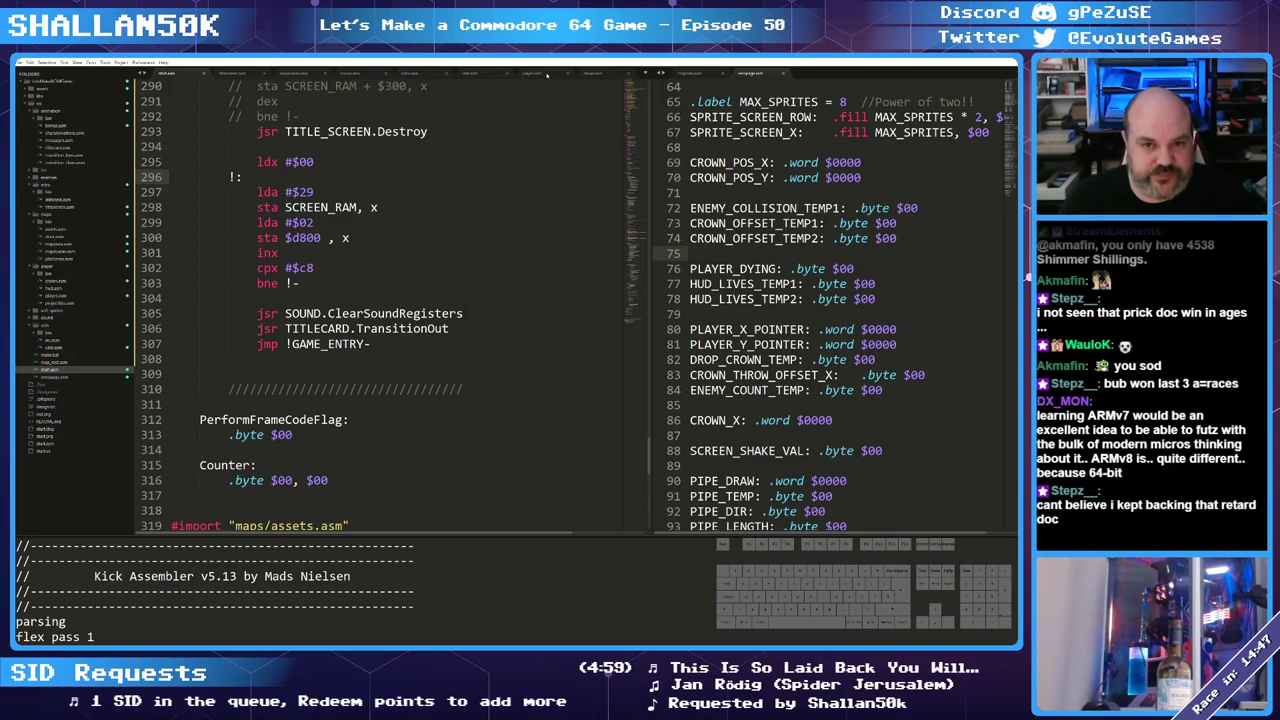 SHALLAN50K
Let's Make a Commodore 64 Game - Episode 50
Discord gPeZuSE
Twitter @EvoluteGames
FOLDERS
290 // sta SCREEN_RAM + $300, x
291 // dex
292 // bne !-
293 jsr TITLE_SCREEN.Destroy
294
295 ldx #$00
296 !:
297 lda #$29
298 sta SCREEN_RAM, x
299 lda #$02
300 sta $d800 , x
301 inx
302 cpx #$c8
303 bne !-
304
305 jsr SOUND.ClearSoundRegisters
306 jsr TITLECARD.TransitionOut
307 jmp !GAME_ENTRY-
308
309
310 ////////////////////////////////
311
312 PerformFrameCodeFlag:
313 .byte $00
314
315 Counter:
316 .byte $00, $00
317
318
319 #import "maps/assets.asm"
64
65 .label MAX_SPRITES = 8 //Power of two!!
66 SPRITE_SCREEN_ROW: .fill MAX_SPRITES * 2, $
67 SPRITE_SCREEN_X: .fill MAX_SPRITES, $00
68
69 CROWN_POS_X: .word $0000
70 CROWN_POS_Y: .word $0000
71
72 ENEMY_COLLISION_TEMP1: .byte $00
73 CROWN_OFFSET_TEMP1: .byte $00
74 CROWN_OFFSET_TEMP2: .byte $00
75
76 PLAYER_DYING: .byte $00
77 HUD_LIVES_TEMP1: .byte $00
78 HUD_LIVES_TEMP2: .byte $00
79
80 PLAYER_X_POINTER: .word $0000
81 PLAYER_Y_POINTER: .word $0000
82 DROP_CROWN_TEMP: .byte $00
83 CROWN_THROW_OFFSET_X: .byte $00
84 ENEMY_COUNT_TEMP: .byte $00
85
86 CROWN_X: .word $0000
87
88 SCREEN_SHAKE_VAL: .byte $00
89
90 PIPE_DRAW: .word $0000
91 PIPE_TEMP: .byte $00
92 PIPE_DIR: .byte $00
93 PIPE_LENGTH: .byte $00
//------------------------------------------------------
//------------------------------------------------------
// Kick Assembler v5.13 by Mads Nielsen
//------------------------------------------------------
//------------------------------------------------------
parsing
flex pass 1
StreamElements:
@akmafin, you only have 4538
Shimmer Shillings.
Akmafin:
Stepz__:
i not seen that prick doc win in ages
...
WauloK:
Akmafin: you sod
Stepz__: bub won last 3 a=races
DX_MON:
learning ARMv7 would be an
excellent idea to be able to futz with
the bulk of modern micros thinking
about it.. ARMv8 is.. quite different..
because 64-bit
Stepz__:
cant believe i kept backing that retard
doc
Race in: 14:47
SID Requests
(4:59) ♫ This Is So Laid Back You Will…
♫ Jan Rödig (Spider Jerusalem)
♫ 1 SID in the queue, Redeem points to add more
♪ Requested by Shallan50k